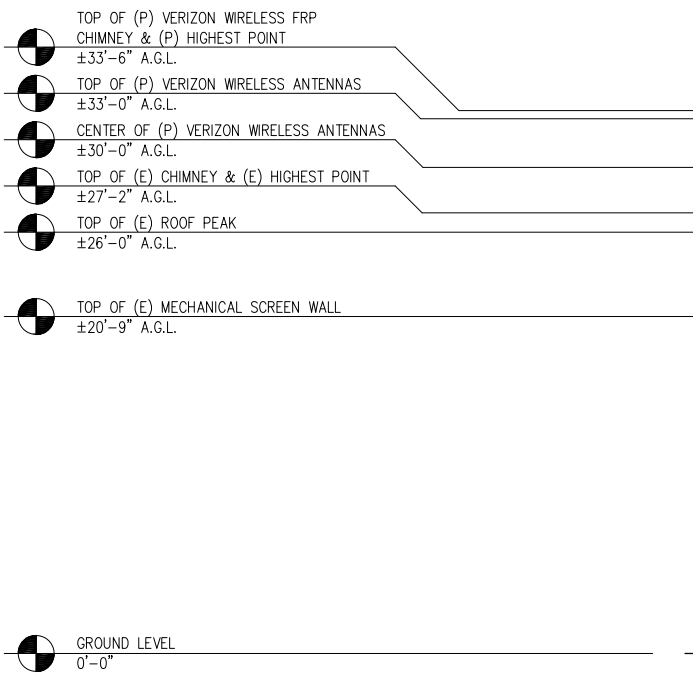 TOP OF (P) VERIZON WIRELESS FRP
CHIMNEY & (P) HIGHEST POINT
±33'-6" A.G.L.
TOP OF (P) VERIZON WIRELESS ANTENNAS
±33'-0" A.G.L.
CENTER OF (P) VERIZON WIRELESS ANTENNAS
±30'-0" A.G.L.
TOP OF (E) CHIMNEY & (E) HIGHEST POINT
±27'-2" A.G.L.
TOP OF (E) ROOF PEAK
±26'-0" A.G.L.
TOP OF (E) MECHANICAL SCREEN WALL
±20'-9" A.G.L.
GROUND LEVEL
0'-0"